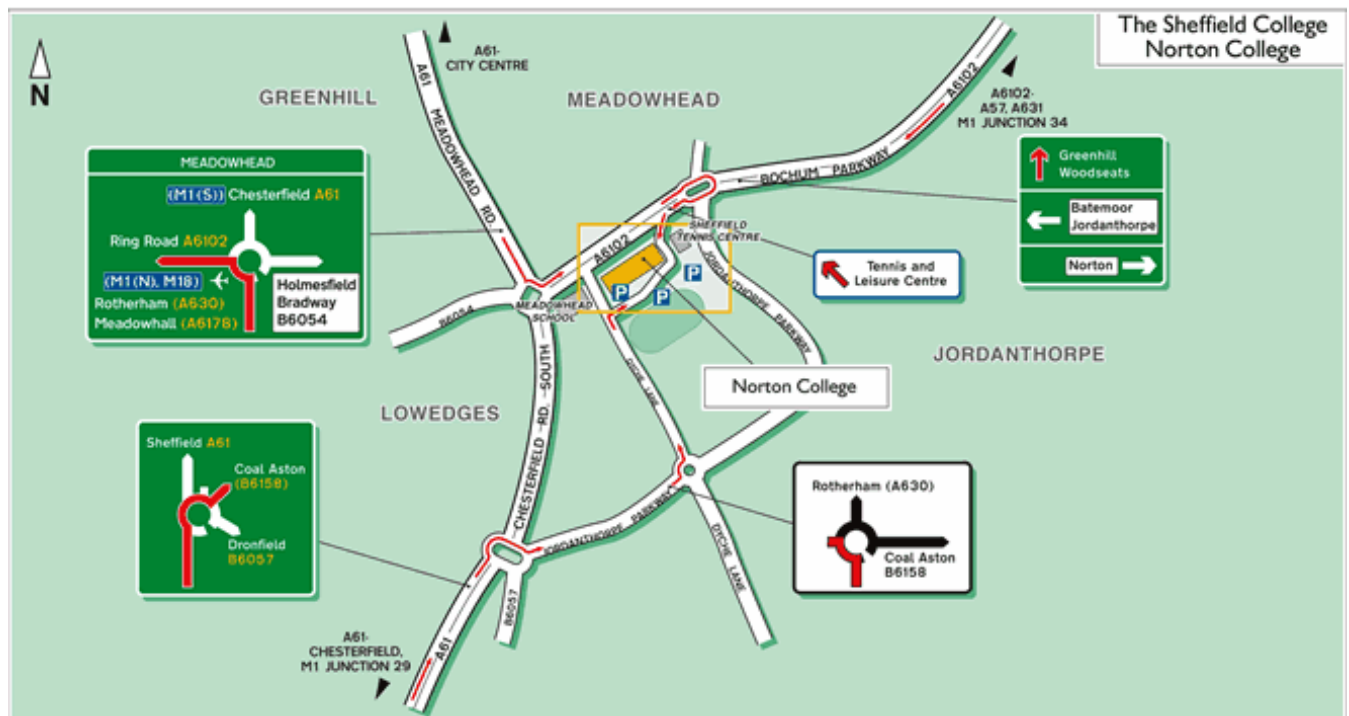 The Sheffield College
Norton College
N
A61-
CITY CENTRE
GREENHILL
MEADOWHEAD
A61
MEADOWHEAD RD.
A6102
A6102-
A57, A631
M1 JUNCTION 34
BOCHUM PARKWAY
MEADOWHEAD
(M1(S)) Chesterfield A61
Ring Road A6102
(M1(N), M18)
Rotherham (A630)
Meadowhall (A6178)
Holmesfield
Bradway
B6054
Greenhill
Woodseats
Batemoor
Jordanthorpe
Norton
A6102
SHEFFIELD
TENNIS CENTRE
P
P
P
Tennis and
Leisure Centre
MEADOWHEAD
SCHOOL
B6054
JORDANTHORPE PARKWAY
JORDANTHORPE
Norton College
DYCHE LANE
LOWEDGES
CHESTERFIELD RD. SOUTH
Sheffield A61
Coal Aston
(B6158)
Dronfield
B6057
Rotherham (A630)
Coal Aston
B6158
JORDANTHORPE PARKWAY
DYCHE LANE
B6057
A61
A61-
CHESTERFIELD,
M1 JUNCTION 29